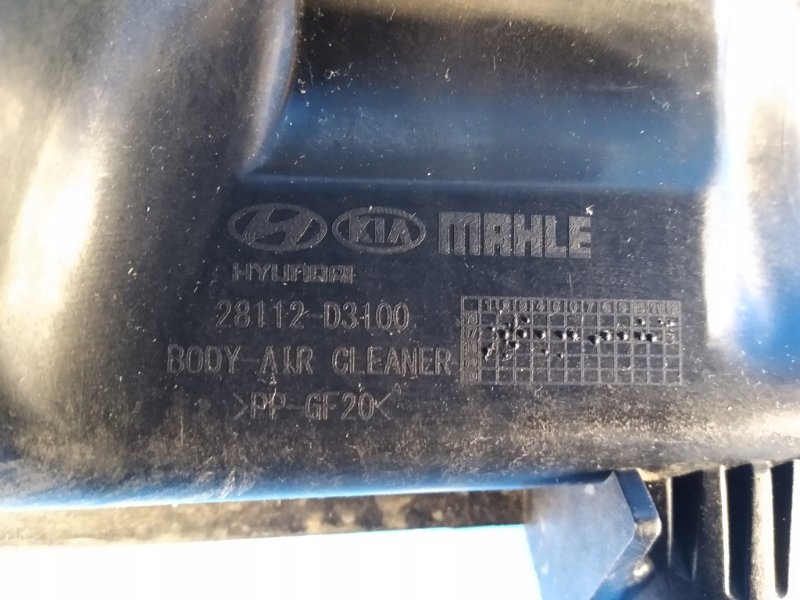 KIA MAHLE
HYUNDAI
28112-D3100
BODY-AIR CLEANER
>PP-GF20<